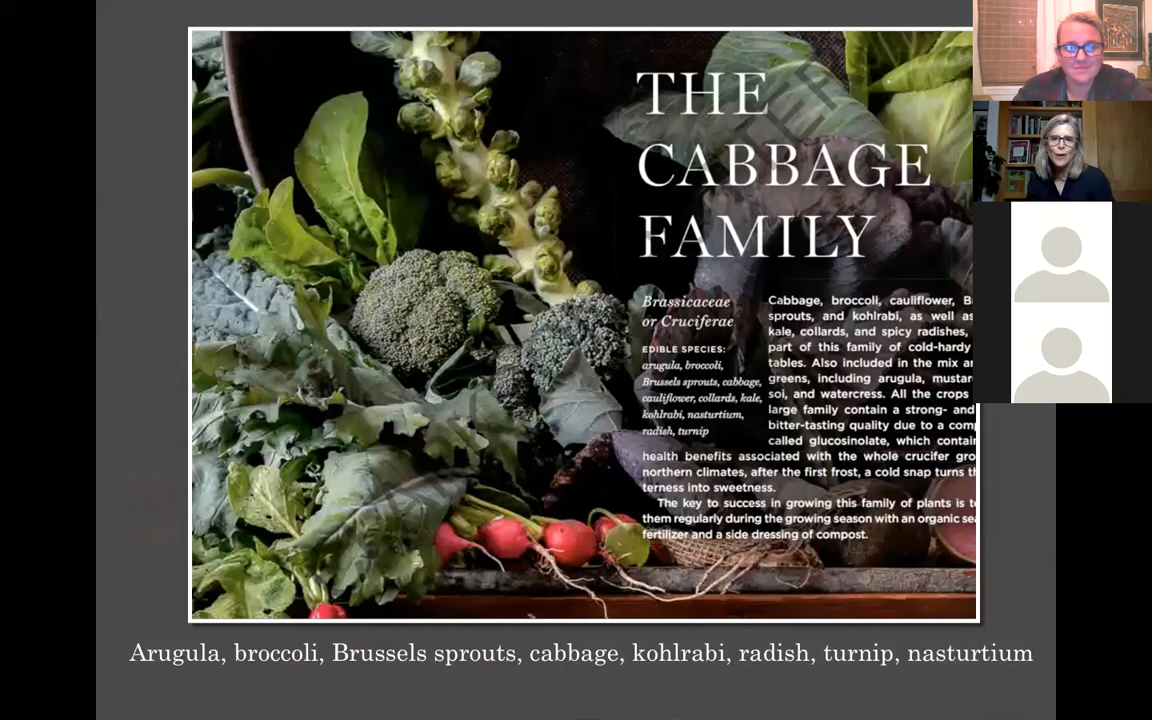 THE
CABBAGE
FAMILY
Brassicaceae
or Cruciferae
EDIBLE SPECIES:
arugula, broccoli,
Brussels sprouts, cabbage,
cauliflower, collards, kale,
kohlrabi, nasturtium,
radish, turnip
Cabbage, broccoli, cauliflower,
sprouts, and kohlrabi, as well as
kale, collards, and spicy radishes,
part of this family of cold-hardy
tables. Also included in the mix
greens, including arugula,
soi, and watercress. All the crops
large family contain a strong- and
bitter-tasting quality due to a
called glucosinolate, which
health benefits associated with the whole crucifer
northern climates, after the first frost, a cold snap turns
terness into sweetness.
The key to success in growing this family of plants is
them regularly during the growing season with an organic
fertilizer and a side dressing of compost.
Arugula, broccoli, Brussels sprouts, cabbage, kohlrabi, radish, turnip, nasturtium